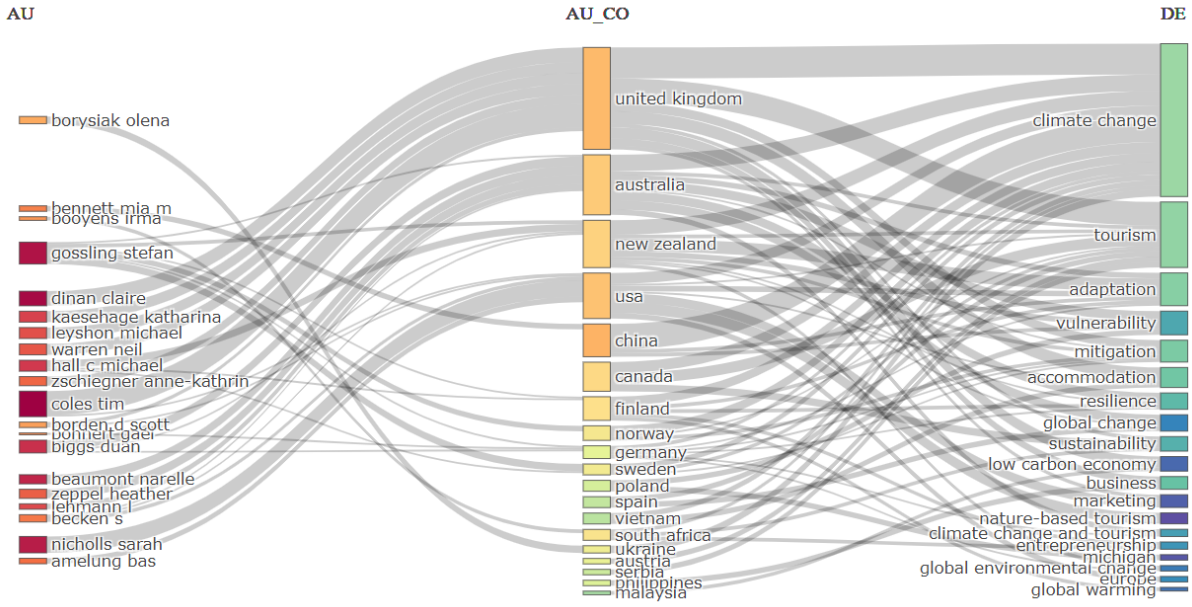 AU
AU_CO
DE
borysiak olena
bennett mia m
booyens irma
gossling stefan
dinan claire
kaesehage katharina
leyshon michael
warren neil
hall c michael
zschiegner anne-kathrin
coles tim
borden d scott
bonnert gael
biggs duan
beaumont narelle
zeppel heather
lehmann l
becken s
nicholls sarah
amelung bas
united kingdom
australia
new zealand
usa
china
canada
finland
norway
germany
sweden
poland
spain
vietnam
south africa
ukraine
austria
serbia
philippines
malaysia
climate change
tourism
adaptation
vulnerability
mitigation
accommodation
resilience
global change
sustainability
low carbon economy
business
marketing
nature-based tourism
climate change and tourism
entrepreneurship
michigan
global environmental change
europe
global warming